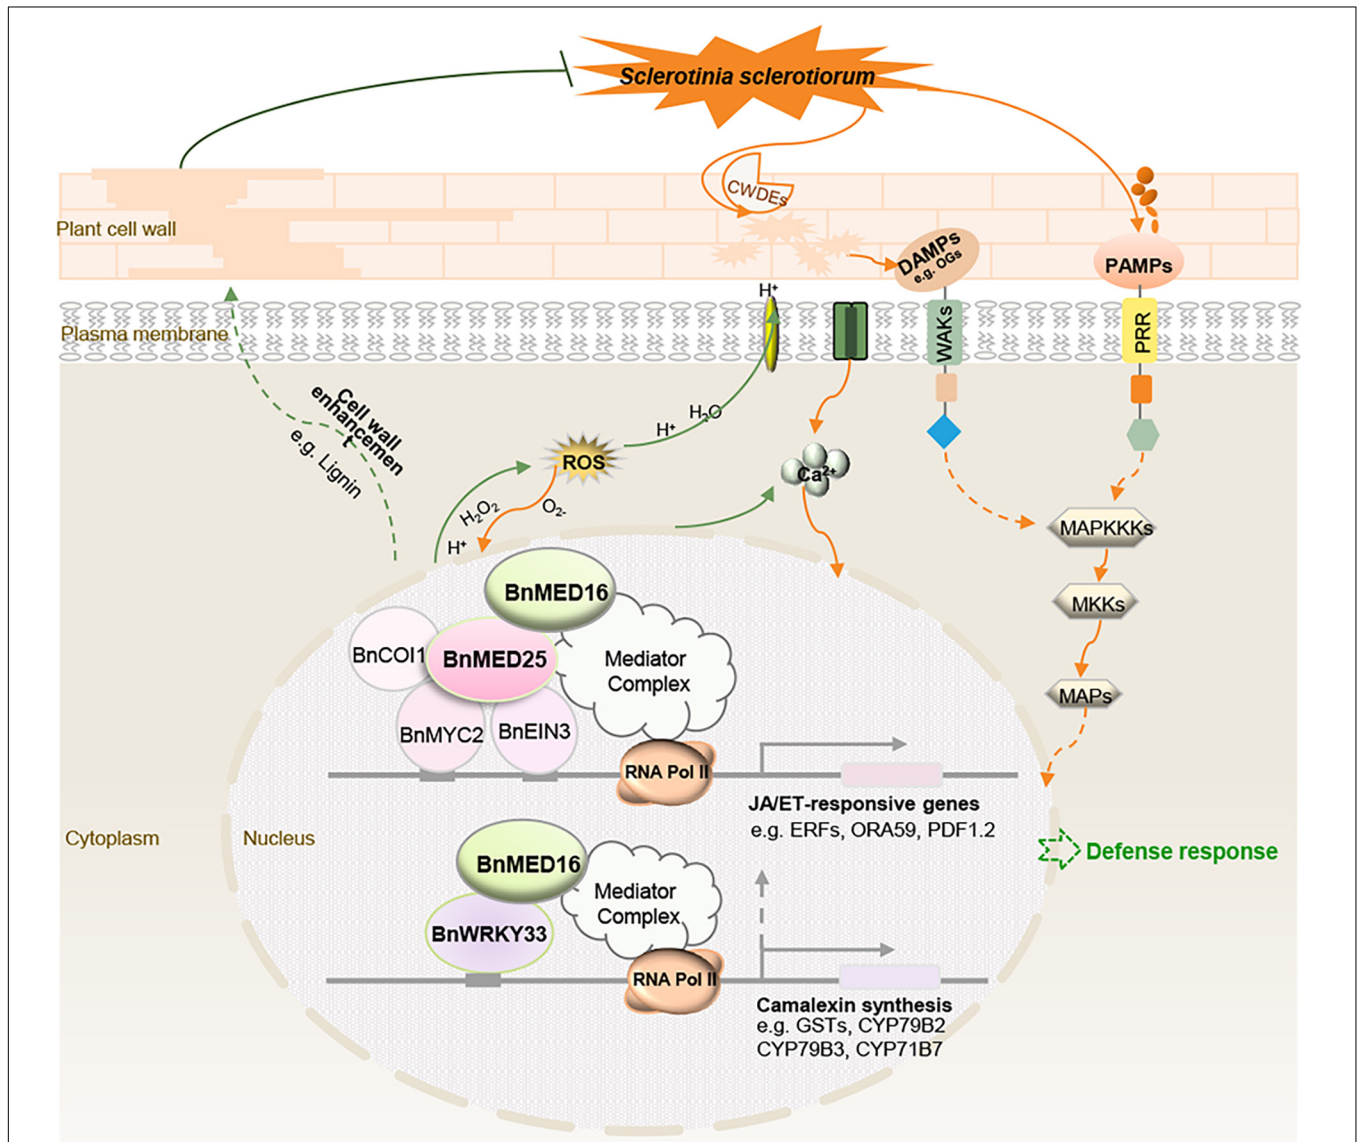 Sclerotinia sclerotiorum
CWDEs
Plant cell wall
DAMPs
e.g. OGs
PAMPs
H⁺
Plasma membrane
WAKs
PRR
Cell wall
enhancemen
t
e.g. Lignin
H₂O
H⁺
ROS
Ca²⁺
H₂O₂
O₂-
H⁺
MAPKKKs
MKKs
MAPs
BnMED16
BnCOI1
BnMED25
Mediator
Complex
BnMYC2
BnEIN3
RNA Pol II
JA/ET-responsive genes
e.g. ERFs, ORA59, PDF1.2
Cytoplasm
Nucleus
Defense response
BnMED16
Mediator
Complex
BnWRKY33
RNA Pol II
Camalexin synthesis
e.g. GSTs, CYP79B2
CYP79B3, CYP71B7